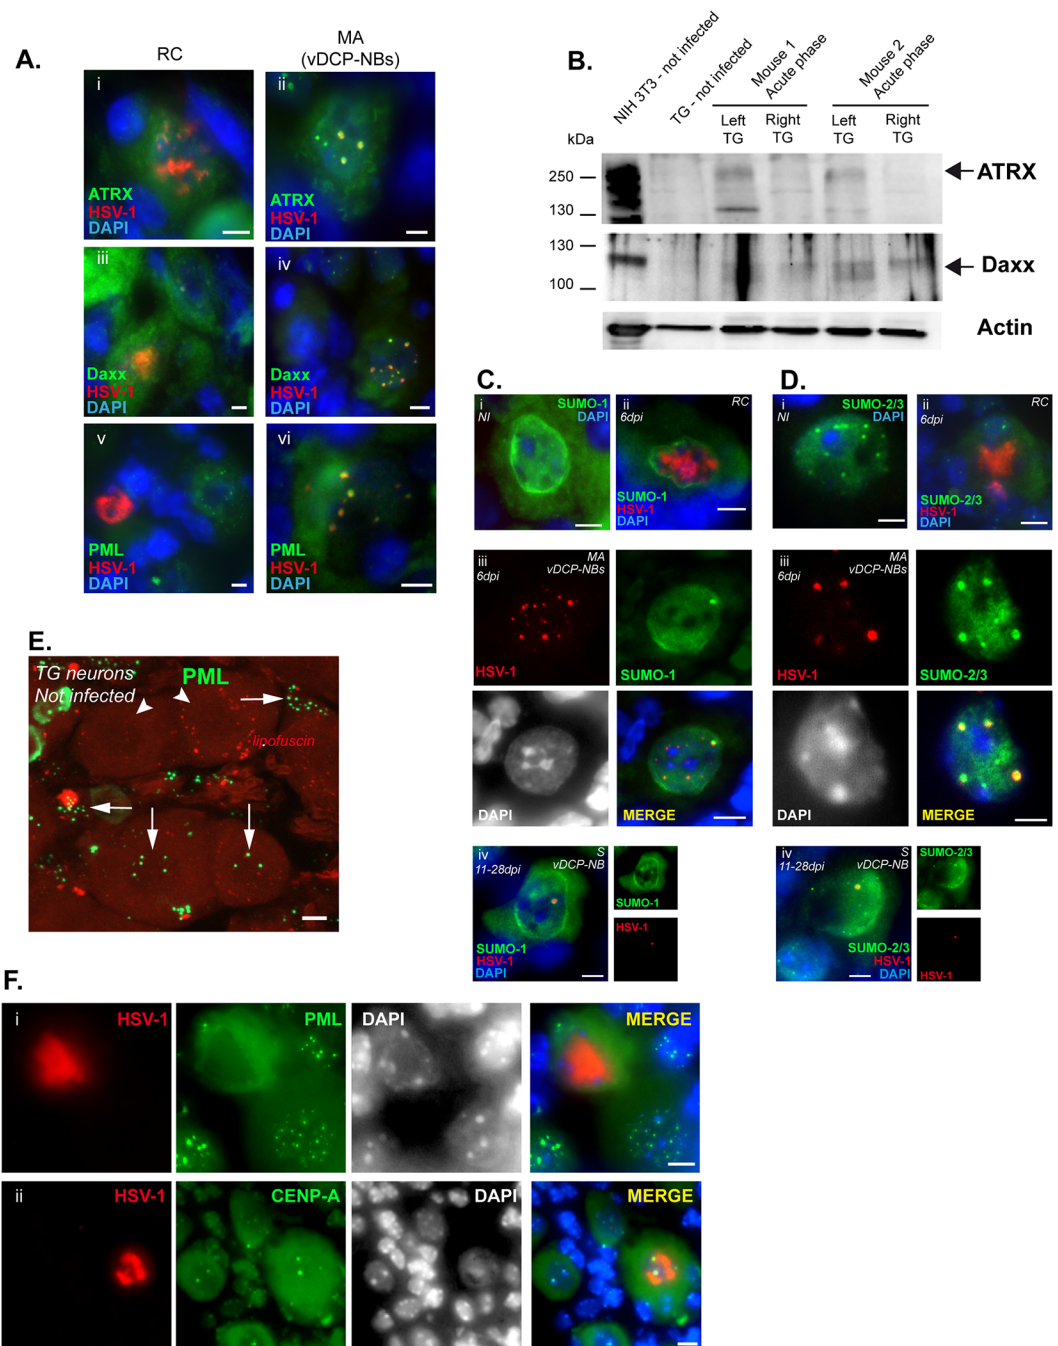 A.
RC
MA
(vDCP-NBs)
i
ATRX
HSV-1
DAPI
ii
ATRX
HSV-1
DAPI
iii
Daxx
HSV-1
DAPI
iv
Daxx
HSV-1
DAPI
v
PML
HSV-1
DAPI
vi
PML
HSV-1
DAPI
B.
NIH 3T3 - not infected
TG - not infected
Mouse 1
Acute phase
Mouse 2
Acute phase
kDa
Left
TG
Right
TG
Left
TG
Right
TG
250
130
ATRX
130
100
Daxx
Actin
C.
i
NI
SUMO-1
DAPI
ii
6dpi
RC
SUMO-1
HSV-1
DAPI
iii
6dpi
MA
vDCP-NBs
HSV-1
SUMO-1
DAPI
MERGE
iv
11-28dpi
S
vDCP-NB
SUMO-1
HSV-1
DAPI
SUMO-1
HSV-1
D.
i
NI
SUMO-2/3
DAPI
ii
6dpi
RC
SUMO-2/3
HSV-1
DAPI
iii
6dpi
MA
vDCP-NBs
HSV-1
SUMO-2/3
DAPI
MERGE
iv
11-28dpi
S
vDCP-NB
SUMO-2/3
HSV-1
DAPI
SUMO-2/3
HSV-1
E.
TG neurons
Not infected
PML
lipofuscin
F.
i
HSV-1
PML
DAPI
MERGE
ii
HSV-1
CENP-A
DAPI
MERGE